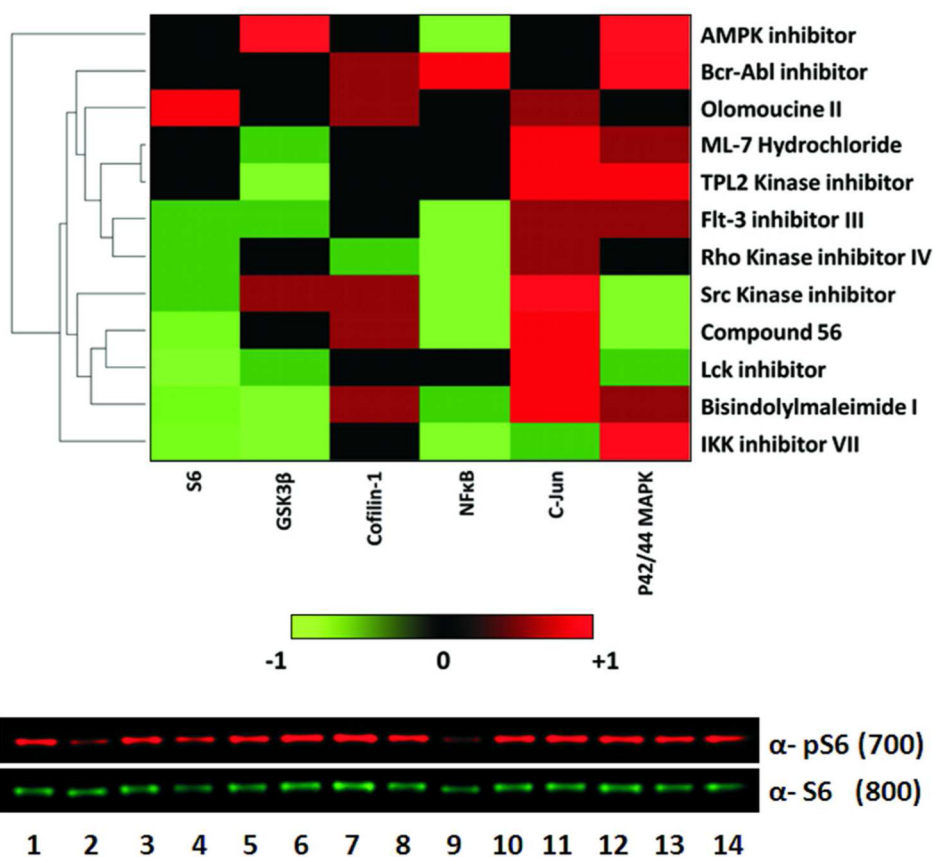 AMPK inhibitor
Bcr-Abl inhibitor
Olomoucine II
ML-7 Hydrochloride
TPL2 Kinase inhibitor
Flt-3 inhibitor III
Rho Kinase inhibitor IV
Src Kinase inhibitor
Compound 56
Lck inhibitor
Bisindolylmaleimide I
IKK inhibitor VII
S6
GSK3β
Cofilin-1
NFκB
C-Jun
P42/44 MAPK
-1 0 +1
α- pS6 (700)
α- S6 (800)
1 2 3 4 5 6 7 8 9 10 11 12 13 14